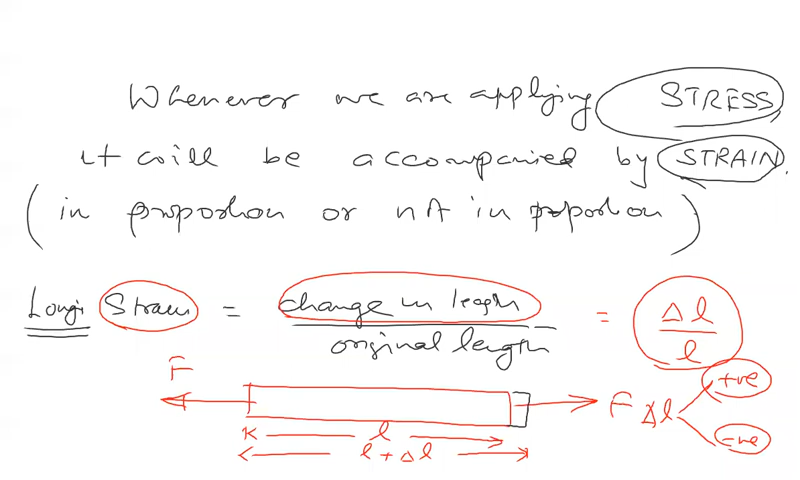 Whenever we are applying STRESS
it will be accompanied by STRAIN.
(in proportion or not in proportion)
Longi Strain = change in length / original length = Δl / l
F
F Δl +ve -ve
K l
l + Δl